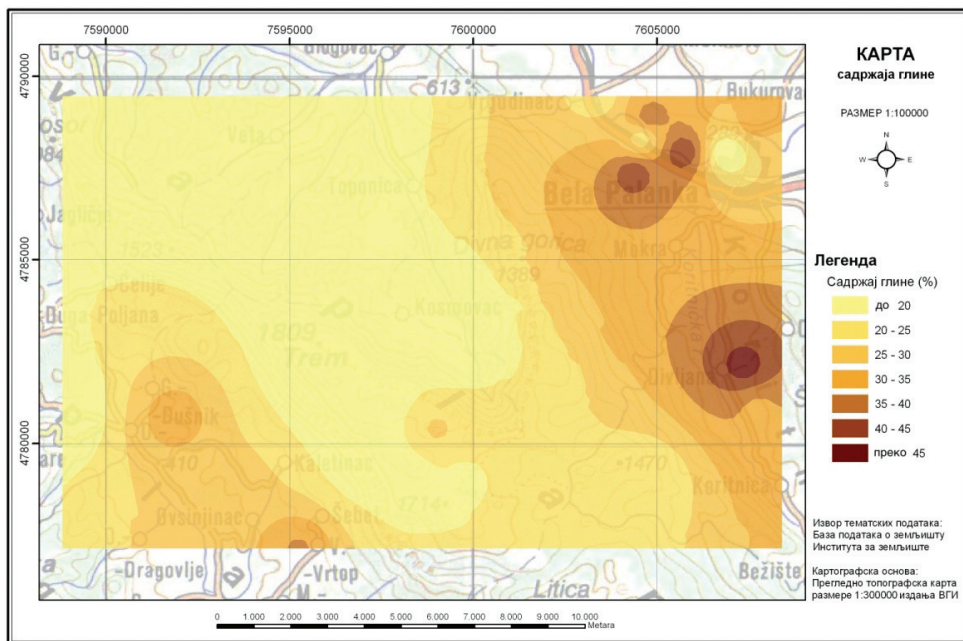 7590000 7595000 7600000 7605000
4790000
4785000
4780000
КАРТА
садржаја глине
РАЗМЕР 1:100000
N
W E
S
Легенда
Садржај глине (%)
до 20
20 - 25
25 - 30
30 - 35
35 - 40
40 - 45
преко 45
Извор тематских података:
База података о земљишту
Института за земљиште
Картографска основа:
Прегледно топографска карта
размере 1:300000 издања ВГИ
613
Vrgudinac
Bukurovac
Vela
Toponica
Bela Palanka
Mokra
Divna gorica
1389
Kosmovac
1809
Trem
Duga Poljana
Divljana
Dušnik
410
Kaletinac
1714
1470
Keritnica
Ovsinjinac
-Dragovlje
-Vrtop
Litica
Bežište
0 1.000 2.000 3.000 4.000 5.000 6.000 7.000 8.000 9.000 10.000
Metara